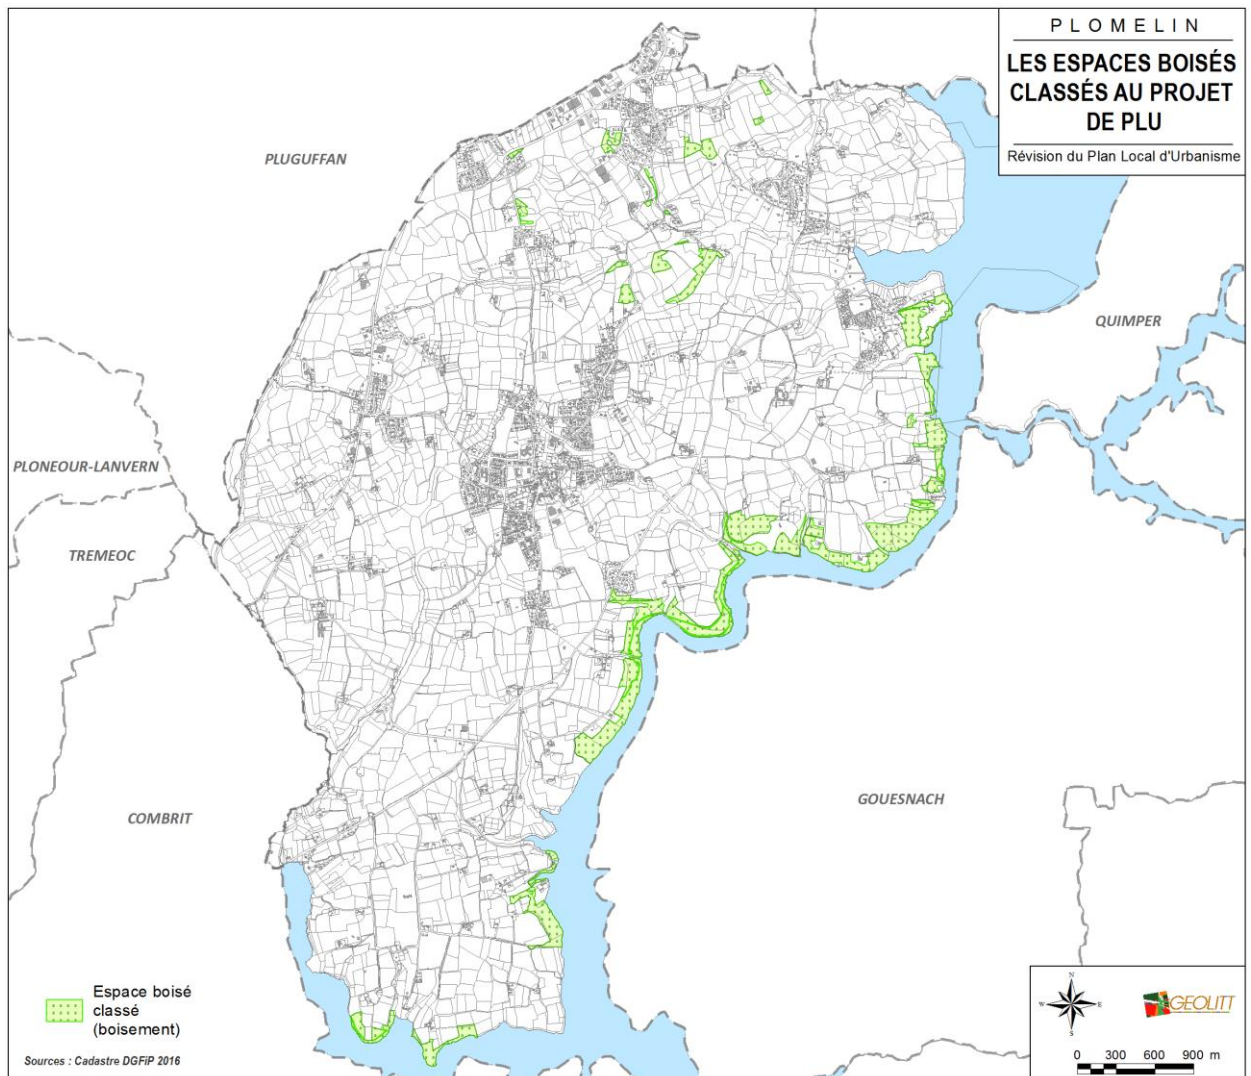 PLOMELIN
LES ESPACES BOISÉS
CLASSÉS AU PROJET
DE PLU
Révision du Plan Local d'Urbanisme
PLUGUFFAN
QUIMPER
PLONEOUR-LANVERN
TREMEOC
GOUESNACH
COMBRIT
Espace boisé
classé
(boisement)
Sources : Cadastre DGFiP 2016
N
W
E
S
GEOLITT
0 300 600 900 m